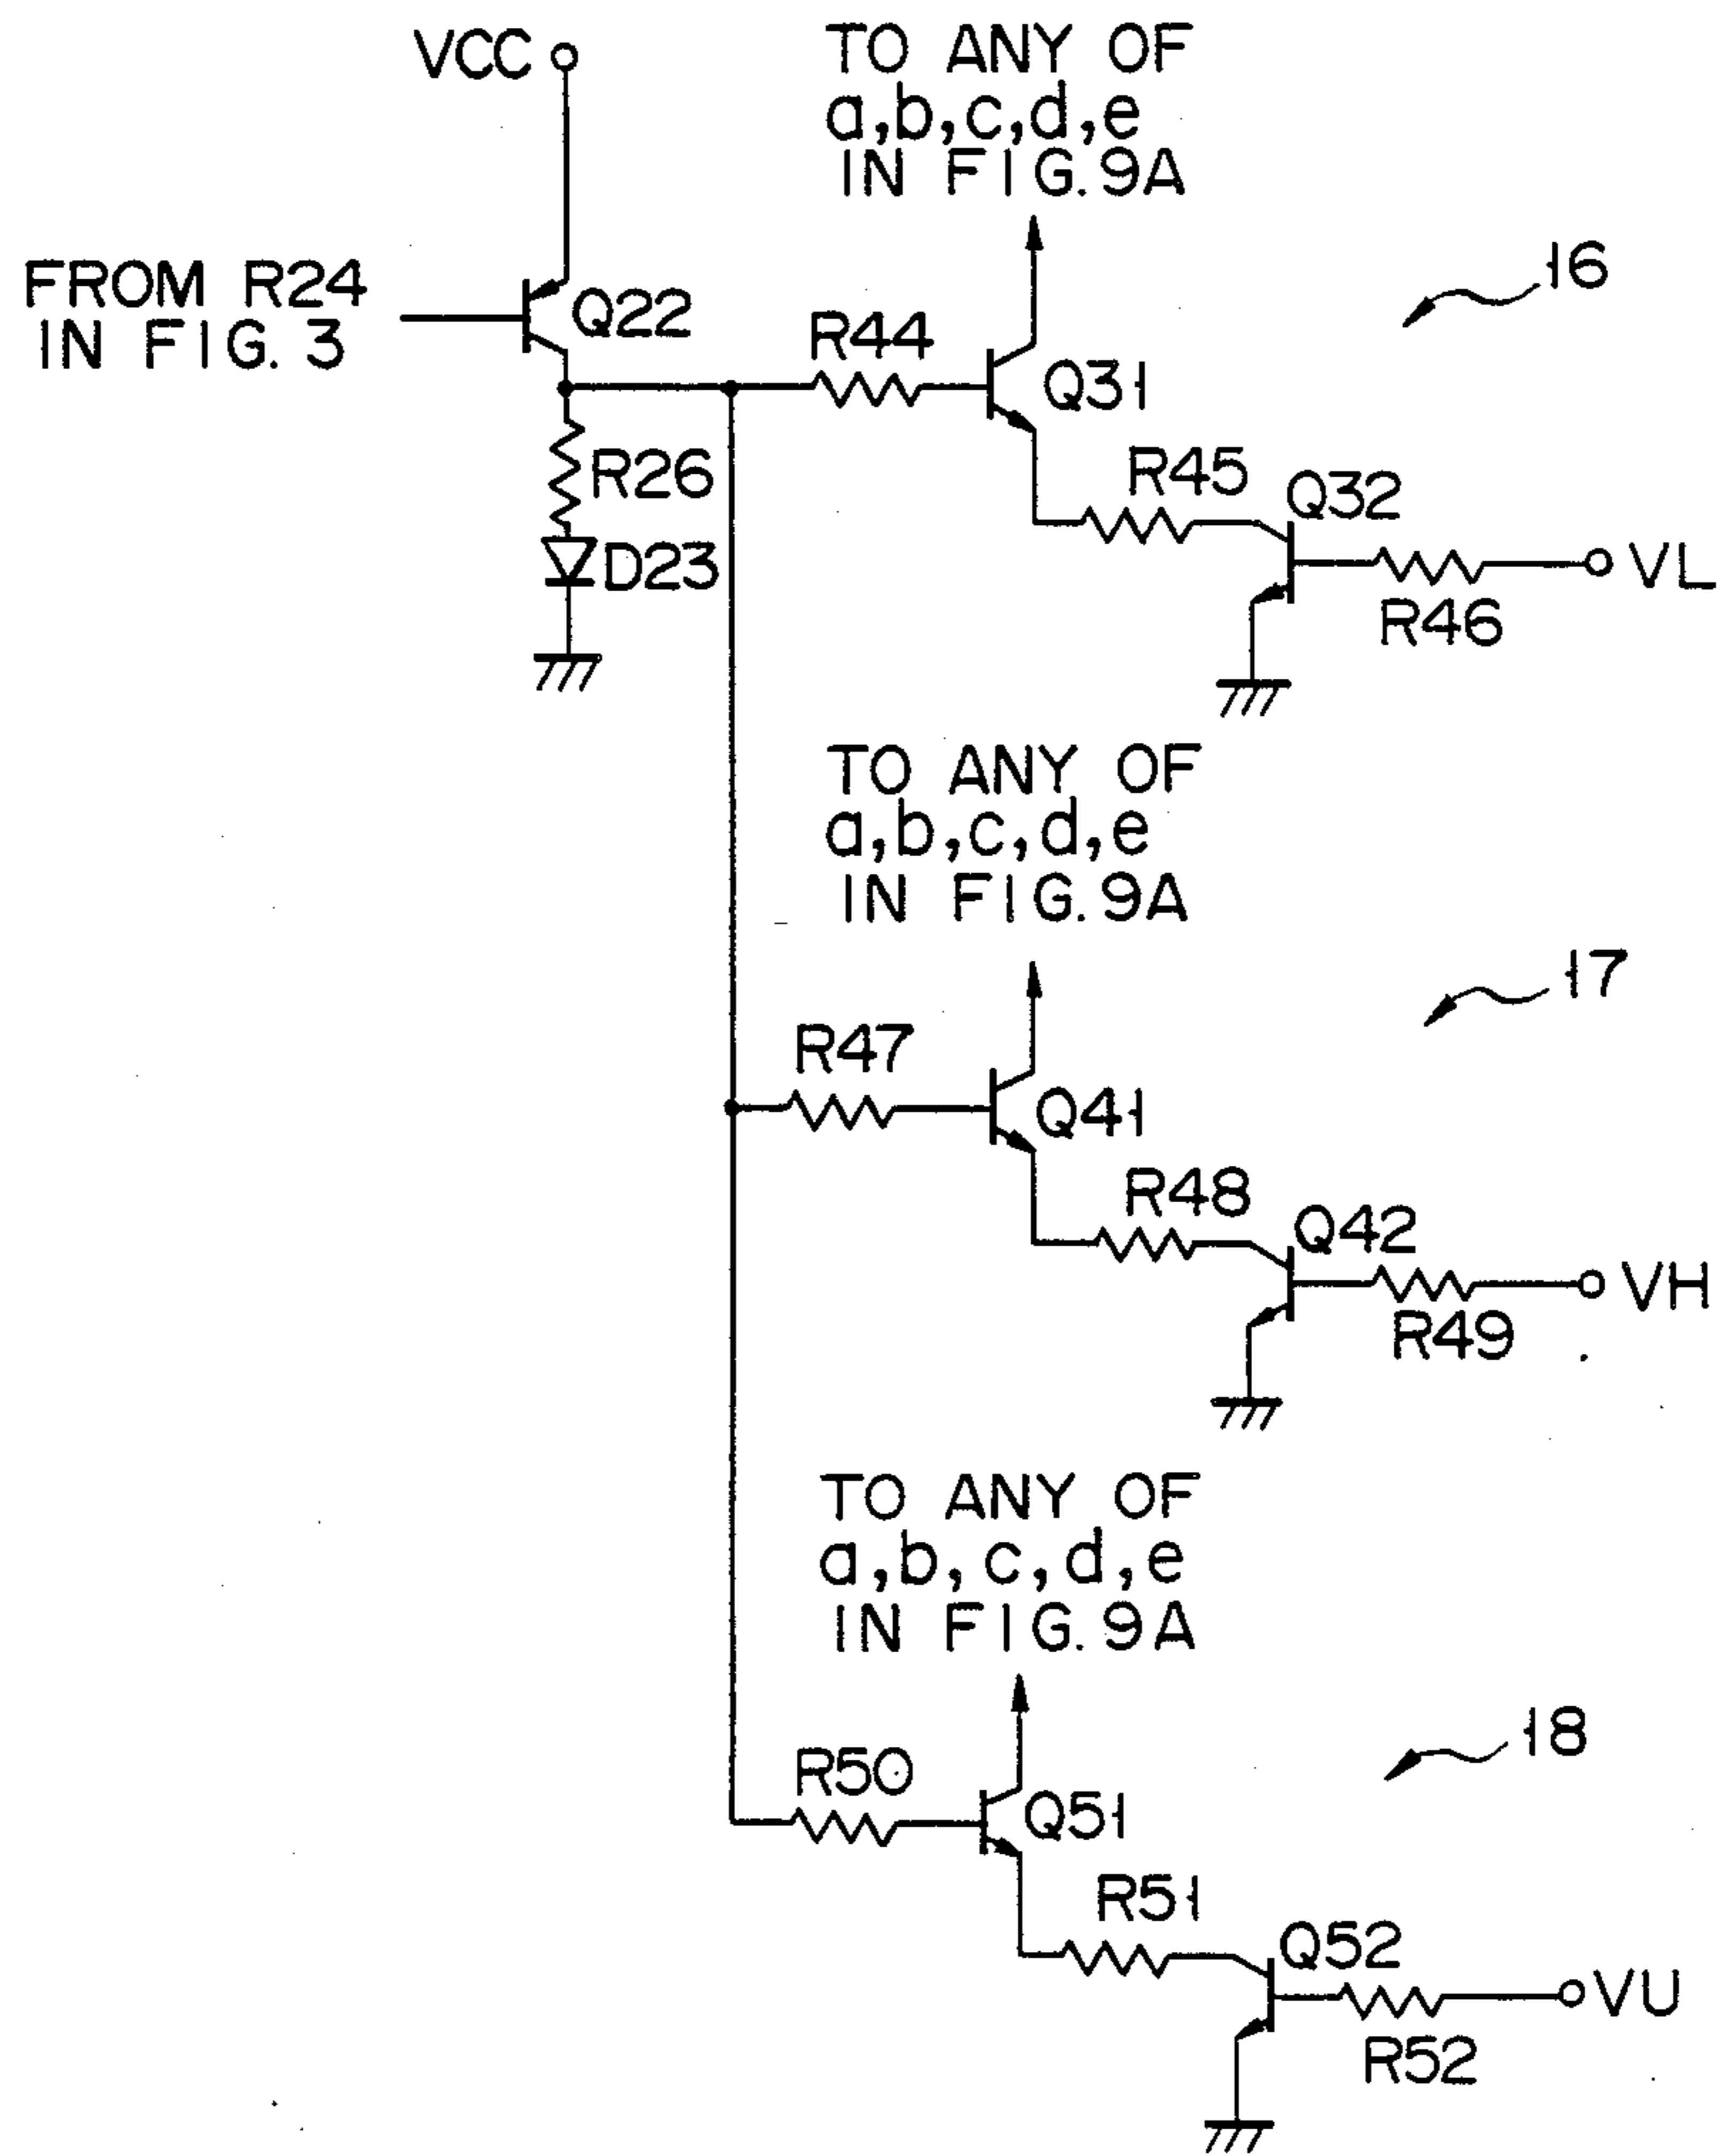 VCC
TO ANY OF
a,b,c,d,e
IN FIG. 9A
16
FROM R24
IN FIG. 3
Q22
R44
Q31
R26
R45
Q32
D23
VL
R46
TO ANY OF
a,b,c,d,e
IN FIG. 9A
17
R47
Q41
R48
Q42
VH
R49
TO ANY OF
a,b,c,d,e
IN FIG. 9A
18
R50
Q51
R51
Q52
VU
R52